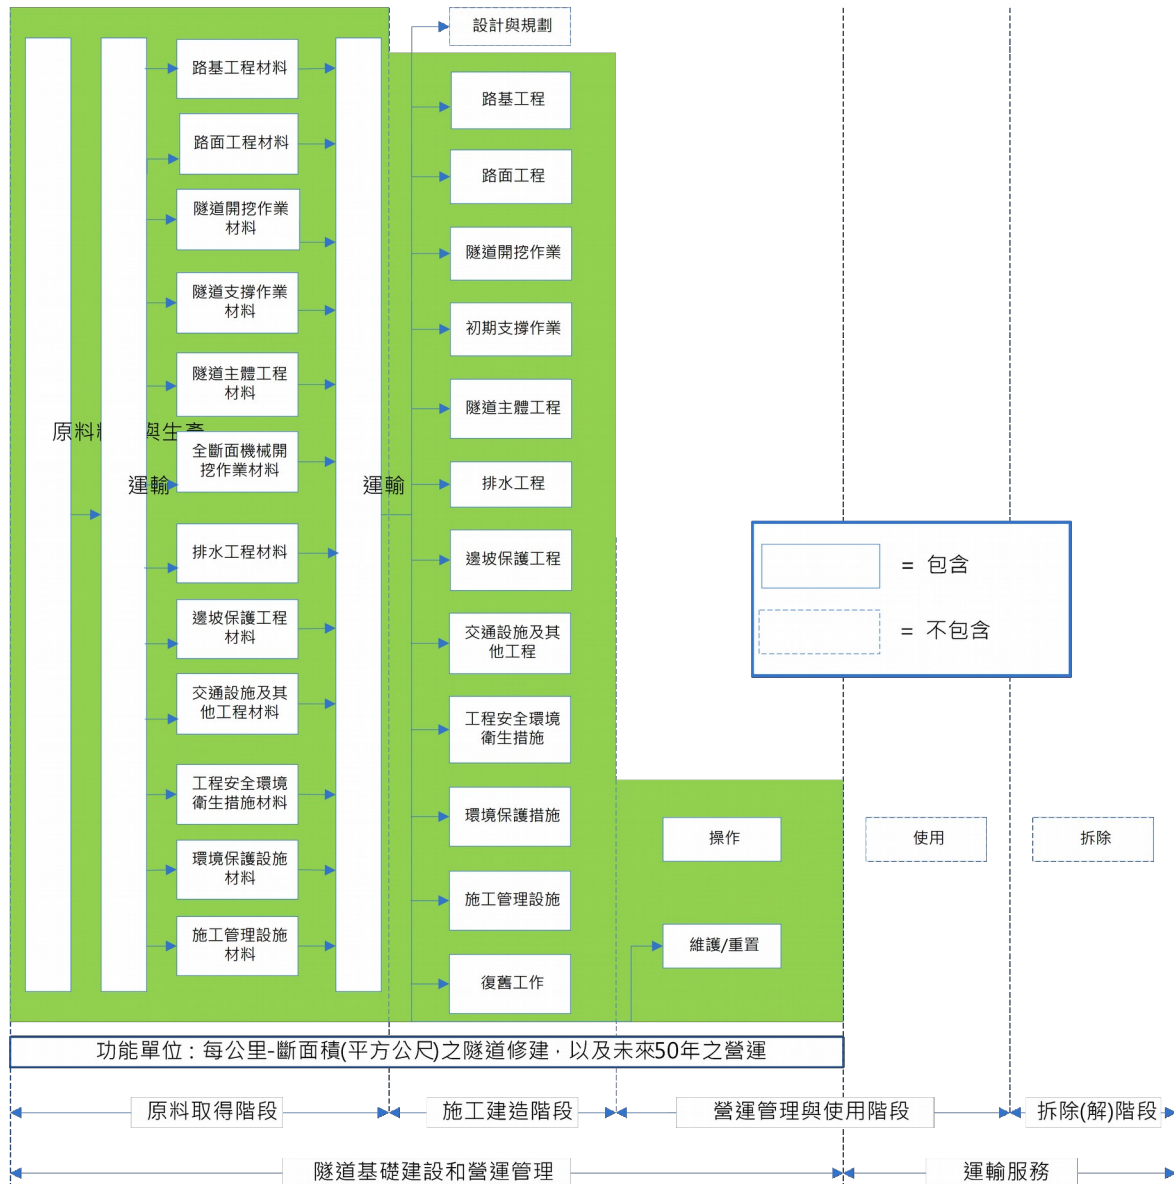 設計與規劃
路基工程材料
路面工程材料
隧道開挖作業
材料
隧道支撐作業
材料
隧道主體工程
材料
全斷面機械開
挖作業材料
排水工程材料
邊坡保護工程
材料
交通設施及其
他工程材料
工程安全環境
衛生措施材料
環境保護設施
材料
施工管理設施
材料
原料
與生產
運輸
運輸
路基工程
路面工程
隧道開挖作業
初期支撐作業
隧道主體工程
排水工程
邊坡保護工程
交通設施及其
他工程
工程安全環境
衛生措施
環境保護措施
施工管理設施
復舊工作
操作
維護/重置
使用
拆除
= 包含
= 不包含
功能單位：每公里-斷面積(平方公尺)之隧道修建，以及未來50年之營運
原料取得階段
施工建造階段
營運管理與使用階段
拆除(解)階段
隧道基礎建設和營運管理
運輸服務